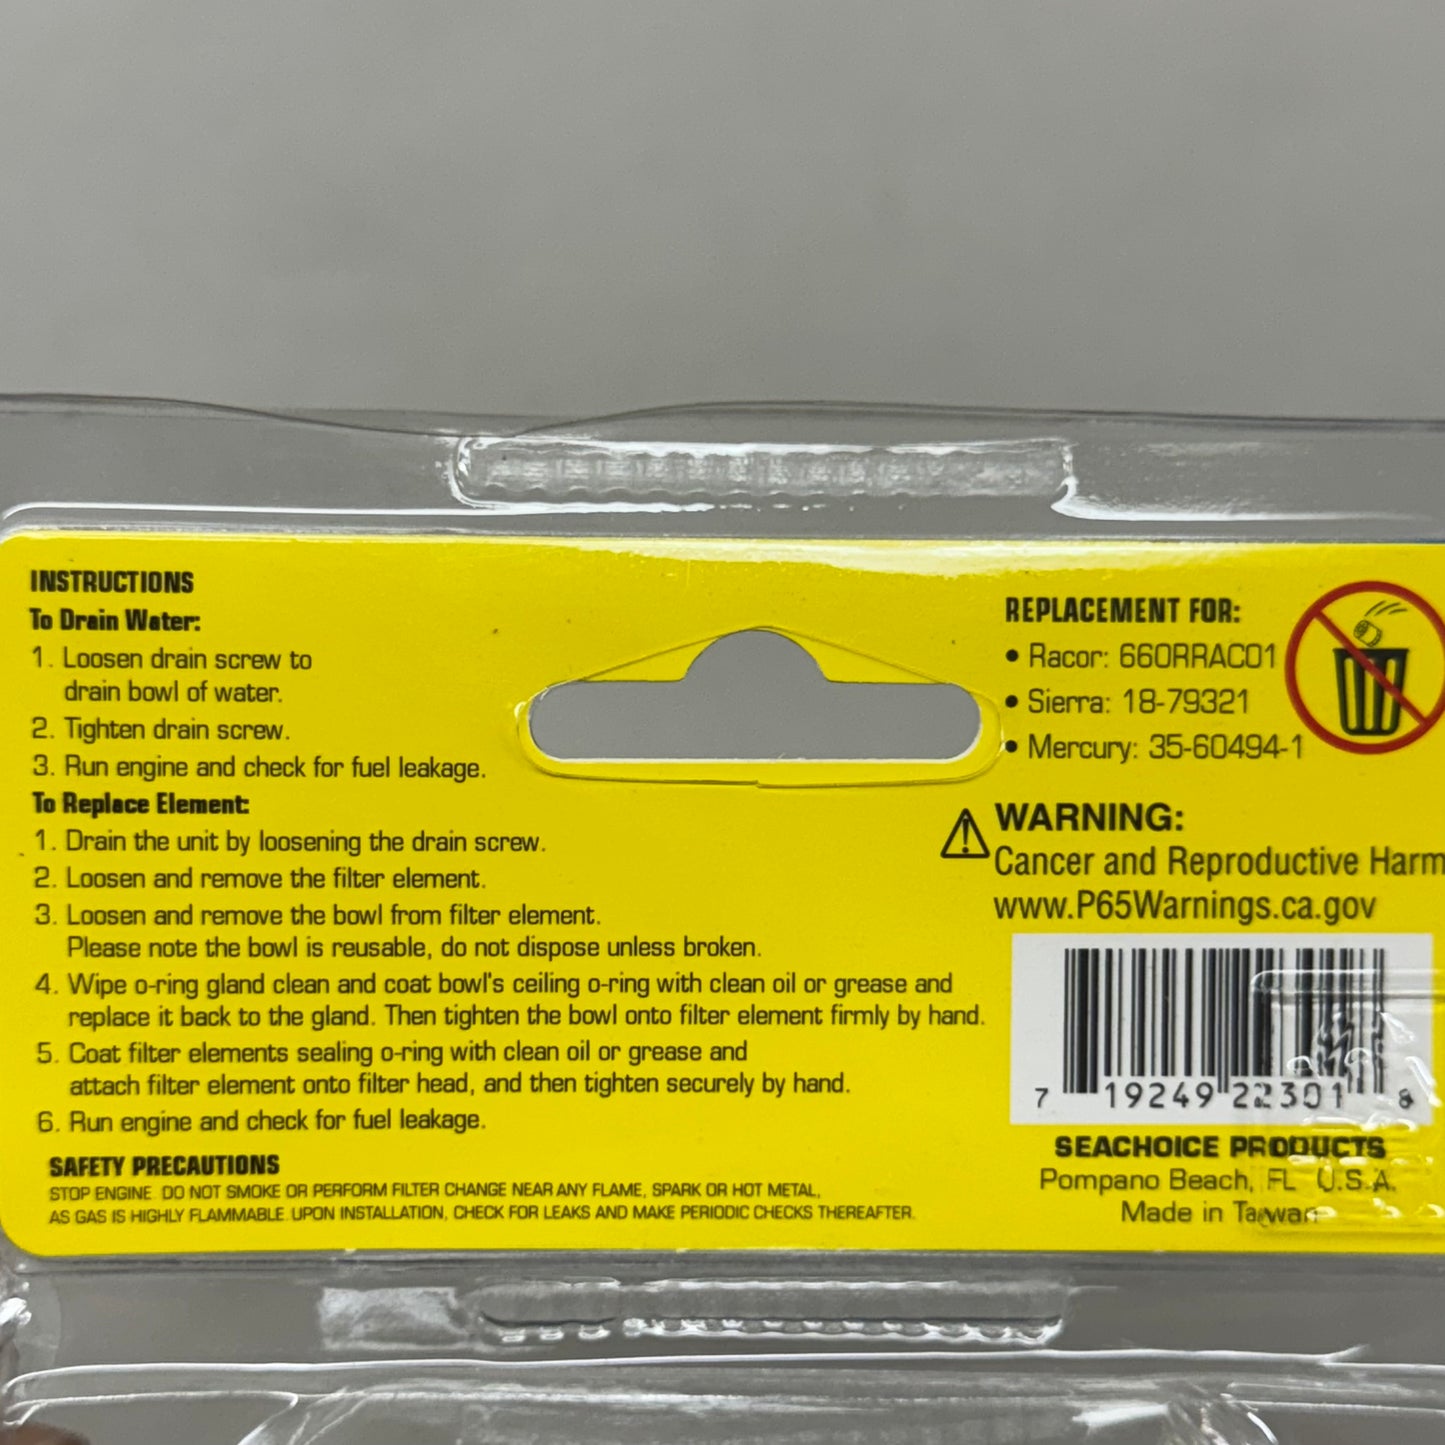 INSTRUCTIONS
To Drain Water:
1. Loosen drain screw to
drain bowl of water.
2. Tighten drain screw.
3. Run engine and check for fuel leakage.
To Replace Element:
1. Drain the unit by loosening the drain screw.
2. Loosen and remove the filter element.
3. Loosen and remove the bowl from filter element.
Please note the bowl is reusable, do not dispose unless broken.
4. Wipe o-ring gland clean and coat bowl's ceiling o-ring with clean oil or grease and
replace it back to the gland. Then tighten the bowl onto filter element firmly by hand.
5. Coat filter elements sealing o-ring with clean oil or grease and
attach filter element onto filter head, and then tighten securely by hand.
6. Run engine and check for fuel leakage.
SAFETY PRECAUTIONS
STOP ENGINE. DO NOT SMOKE OR PERFORM FILTER CHANGE NEAR ANY FLAME, SPARK OR HOT METAL,
AS GAS IS HIGHLY FLAMMABLE. UPON INSTALLATION, CHECK FOR LEAKS AND MAKE PERIODIC CHECKS THEREAFTER.
REPLACEMENT FOR:
• Racor: 660RRAC01
• Sierra: 18-79321
• Mercury: 35-60494-1
WARNING:
Cancer and Reproductive Harm
www.P65Warnings.ca.gov
7 19249 22301 8
SEACHOICE PRODUCTS
Pompano Beach, FL U.S.A.
Made in Taiwan